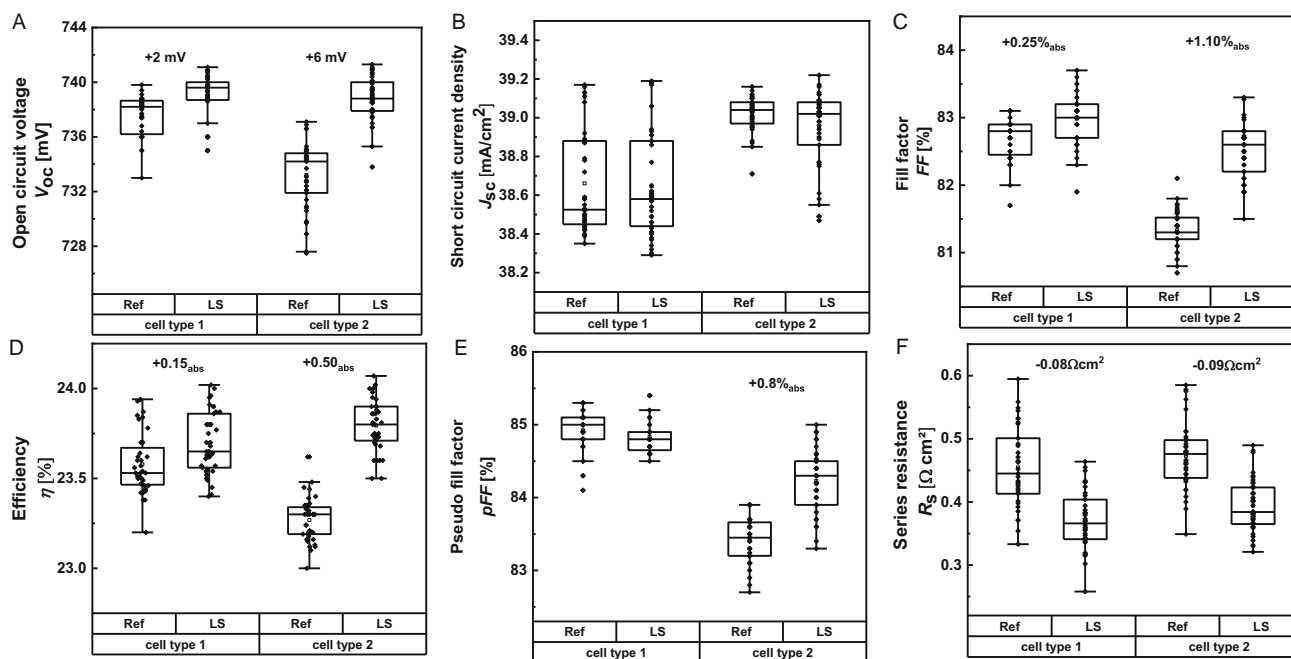 A
Open circuit voltage
V_OC [mV]
744
740
736
732
728
+2 mV
+6 mV
Ref
LS
Ref
LS
cell type 1
cell type 2
B
Short circuit current density
J_SC [mA/cm2]
39.4
39.2
39.0
38.8
38.6
38.4
38.2
Ref
LS
Ref
LS
cell type 1
cell type 2
C
Fill factor
FF [%]
84
83
82
81
+0.25%abs
+1.10%abs
Ref
LS
Ref
LS
cell type 1
cell type 2
D
Efficiency
η [%]
24.0
23.5
23.0
+0.15abs
+0.50abs
Ref
LS
Ref
LS
cell type 1
cell type 2
E
Pseudo fill factor
pFF [%]
86
85
84
83
+0.8%abs
Ref
LS
Ref
LS
cell type 1
cell type 2
F
Series resistance
R_S [Ω cm²]
0.6
0.5
0.4
0.3
-0.08Ωcm²
-0.09Ωcm²
Ref
LS
Ref
LS
cell type 1
cell type 2